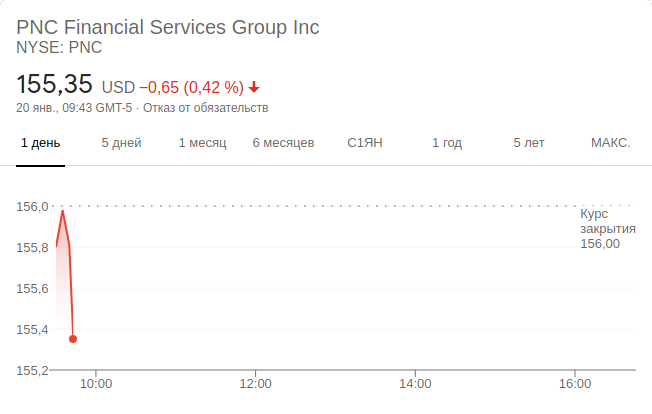 PNC Financial Services Group Inc
NYSE: PNC
155,35 USD −0,65 (0,42 %)
20 янв., 09:43 GMT-5 · Отказ от обязательств
1 день 5 дней 1 месяц 6 месяцев С1ЯН 1 год 5 лет МАКС.
156,0
Курс
закрытия
156,00
155,8
155,6
155,4
155,2
10:00 12:00 14:00 16:00